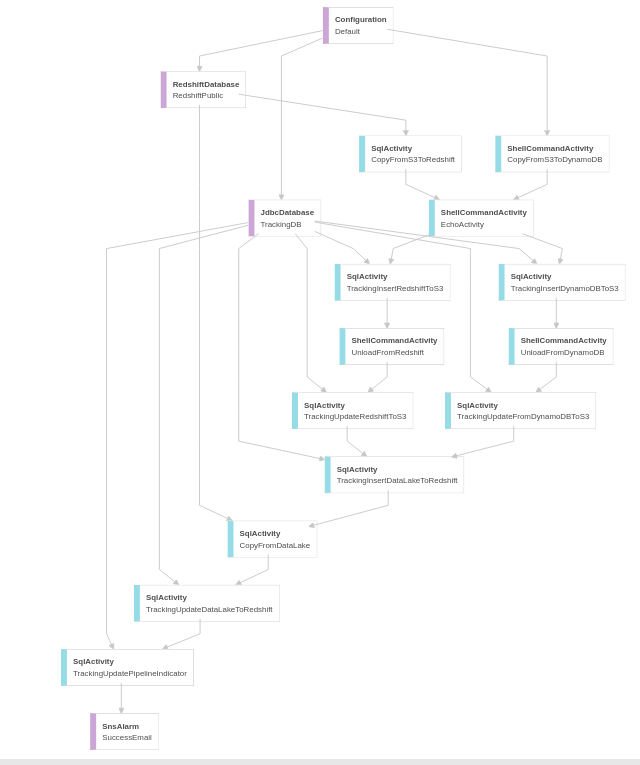 Configuration
Default
RedshiftDatabase
RedshiftPublic
SqlActivity
CopyFromS3ToRedshift
ShellCommandActivity
CopyFromS3ToDynamoDB
JdbcDatabase
TrackingDB
ShellCommandActivity
EchoActivity
SqlActivity
TrackingInsertRedshiftToS3
SqlActivity
TrackingInsertDynamoDBToS3
ShellCommandActivity
UnloadFromRedshift
ShellCommandActivity
UnloadFromDynamoDB
SqlActivity
TrackingUpdateRedshiftToS3
SqlActivity
TrackingUpdateFromDynamoDBToS3
SqlActivity
TrackingInsertDataLakeToRedshift
SqlActivity
CopyFromDataLake
SqlActivity
TrackingUpdateDataLakeToRedshift
SqlActivity
TrackingUpdatePipelineIndicator
SnsAlarm
SuccessEmail